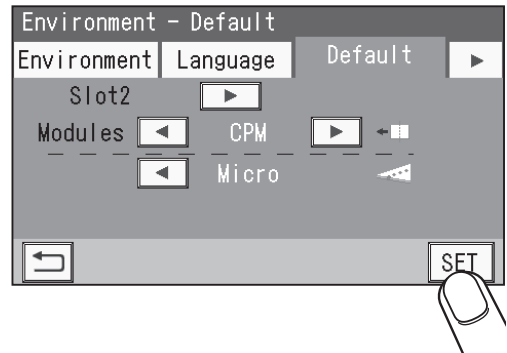 Environment - Default
Environment Language Default
Slot2
Modules CPM
Micro
SET